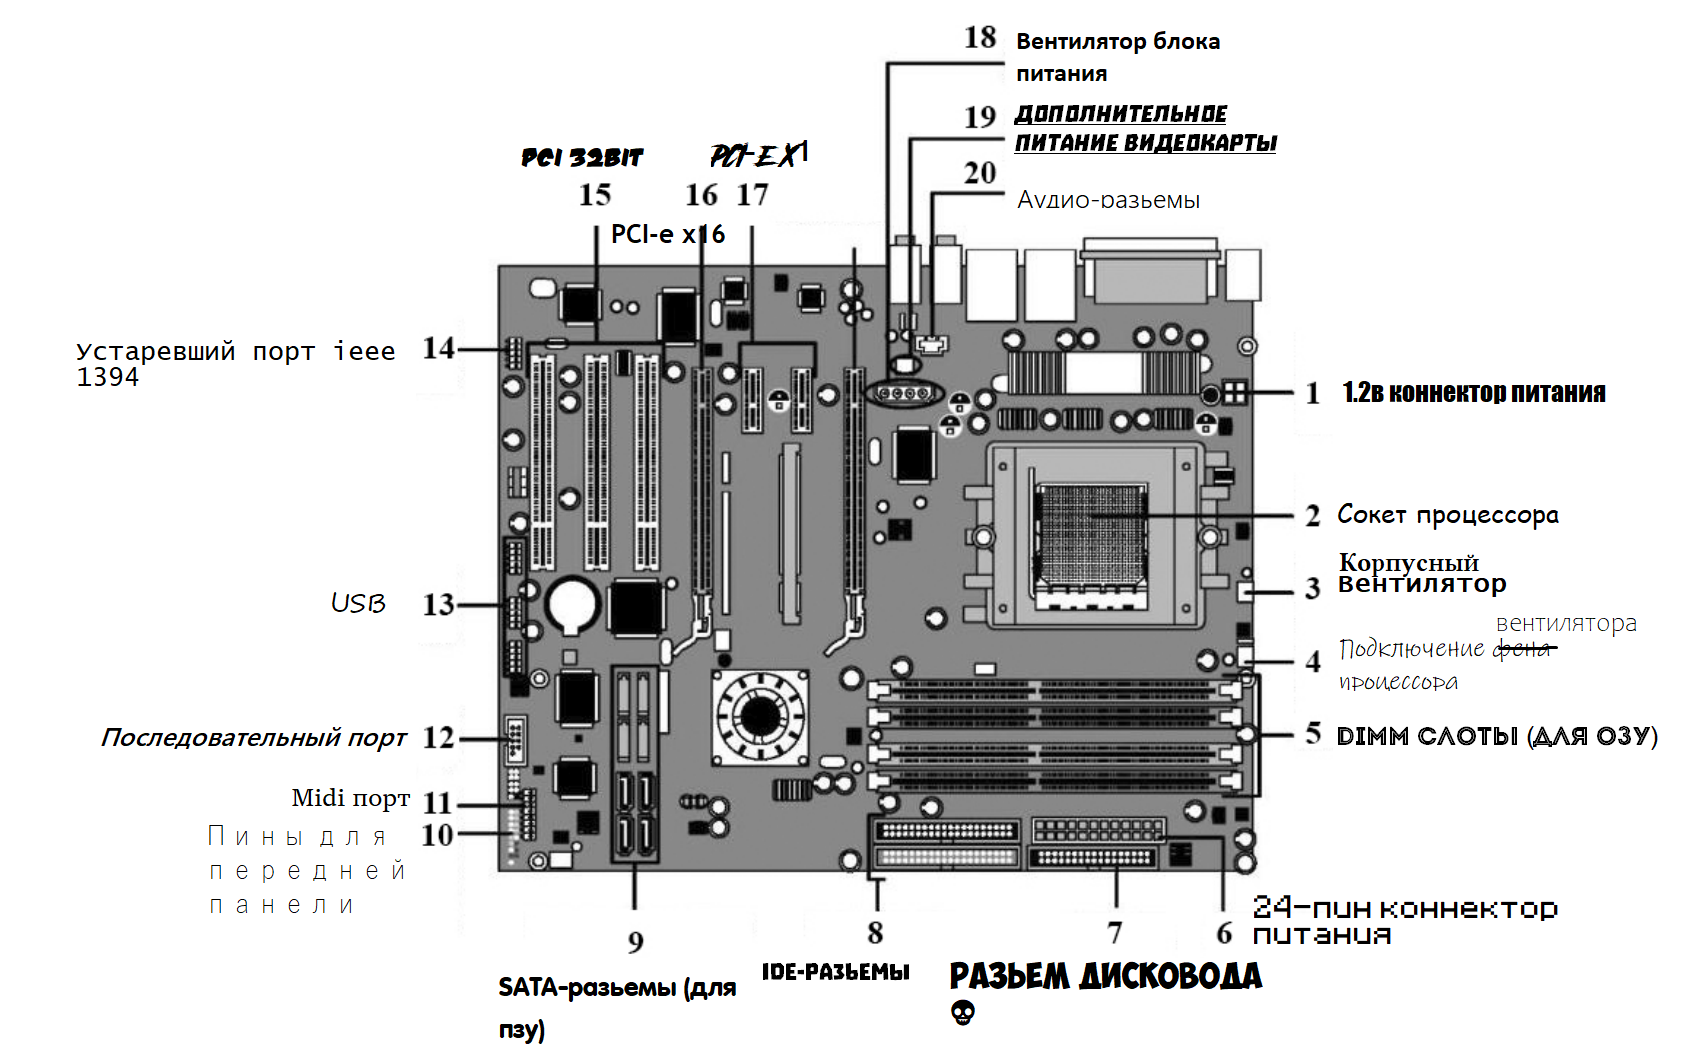 18 Вентилятор блока
питания
19 ДОПОЛНИТЕЛЬНОЕ
ПИТАНИЕ ВИДЕОКАРТЫ
20 Аудио-разьемы
PCI 32BIT
PCI-E X1
15 16 17
PCI-e x16
Устаревший порт ieee
1394
14
1 1.2в коннектор питания
2 Сокет процессора
Корпусный
вентилятор
3
USB 13
вентилятора
4 Подключение фена
процессора
5 DIMM СЛОТЫ (ДЛЯ ОЗУ)
Последовательный порт 12
Midi порт 11
10
Пины для
передней
панели
9
SATA-разьемы (для
пзу)
8
IDE-РАЗЬЕМЫ
7
РАЗЬЕМ ДИСКОВОДА
6 24-пин коннектор
питания